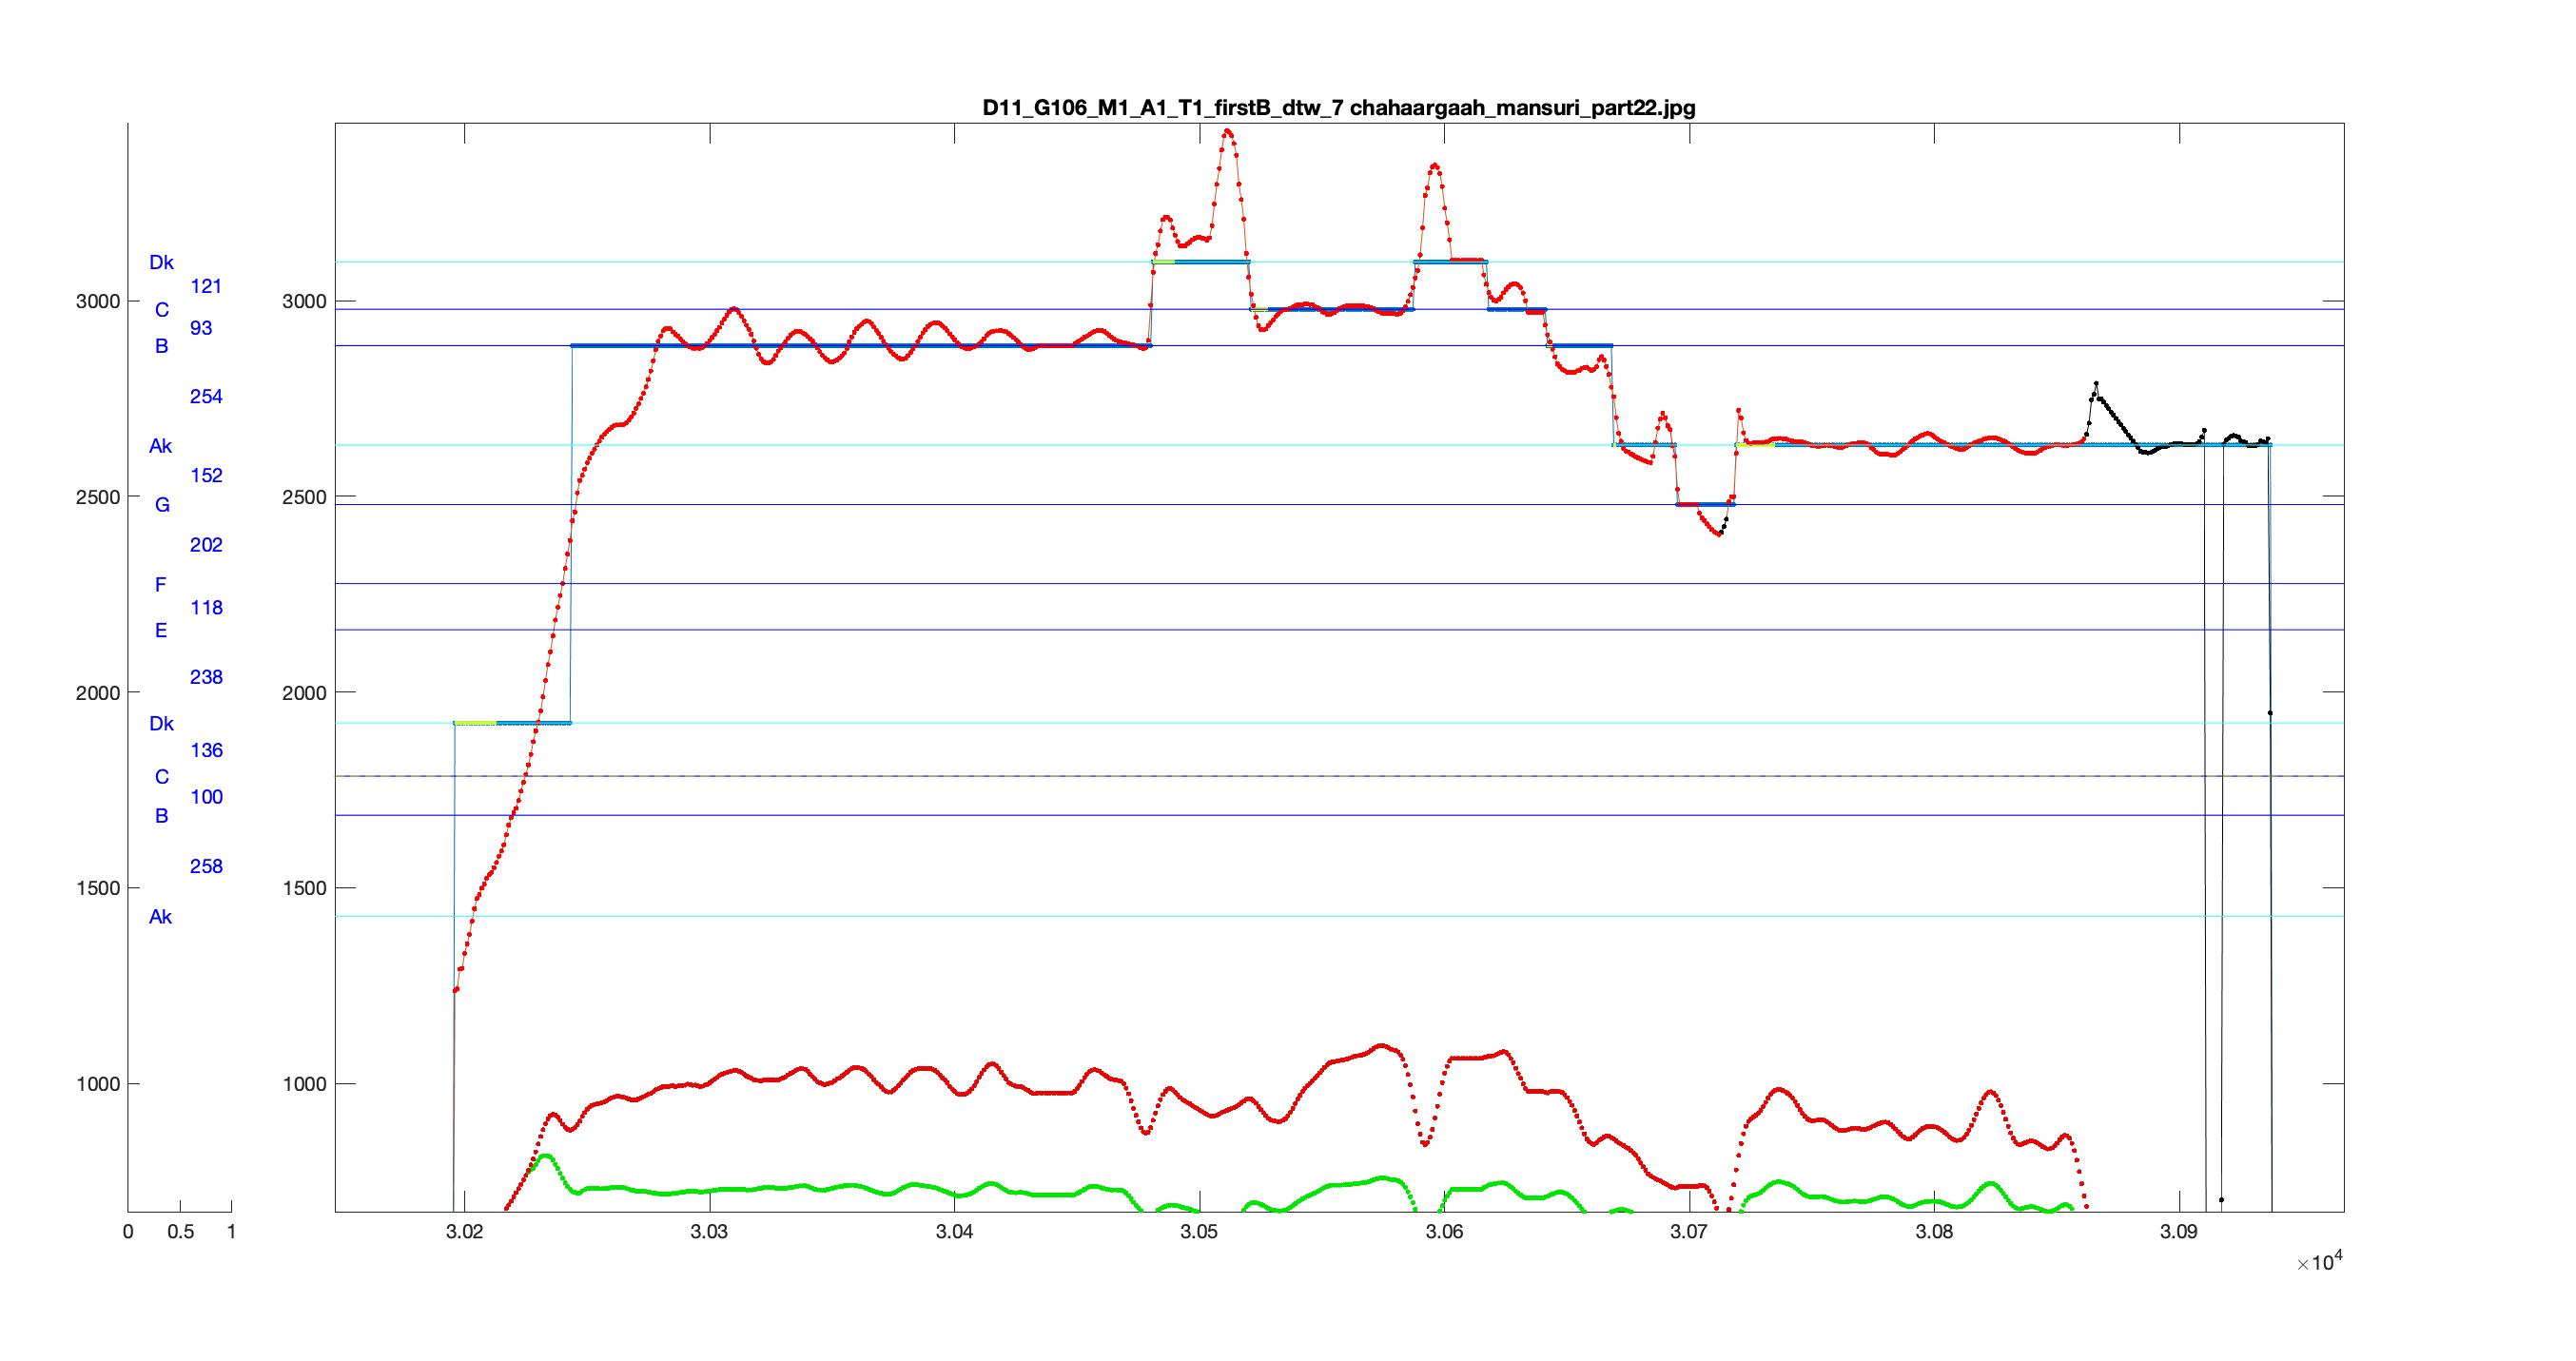 D11_G106_M1_A1_T1_firstB_dtw_7 chahaargaah_mansuri_part22.jpg
Dk
121
3000 C 3000
93
B
254
Ak
152
2500 G 2500
202
F
118
E
238
2000 2000
Dk
136
C
100
B
258
1500 1500
Ak
1000 1000
0 0.5 1 3.02 3.03 3.04 3.05 3.06 3.07 3.08 3.09
×10^4